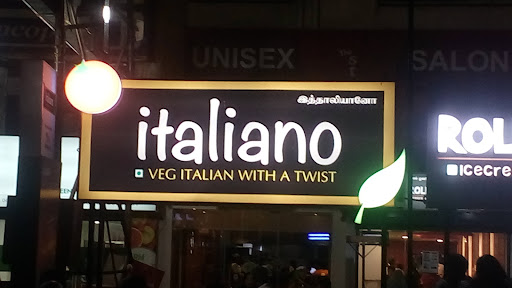 UNISEX
SALON
இத்தாலியானோ
italiano
VEG ITALIAN WITH A TWIST
ROL
icecre